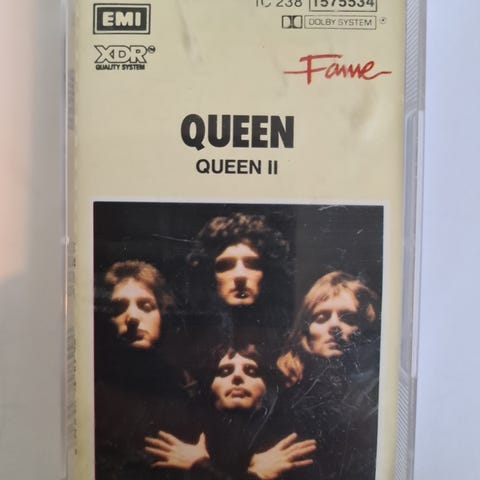 EMI
1C 238 1575534
DOLBY SYSTEM
XDR
QUALITY SYSTEM
Fame
QUEEN
QUEEN II